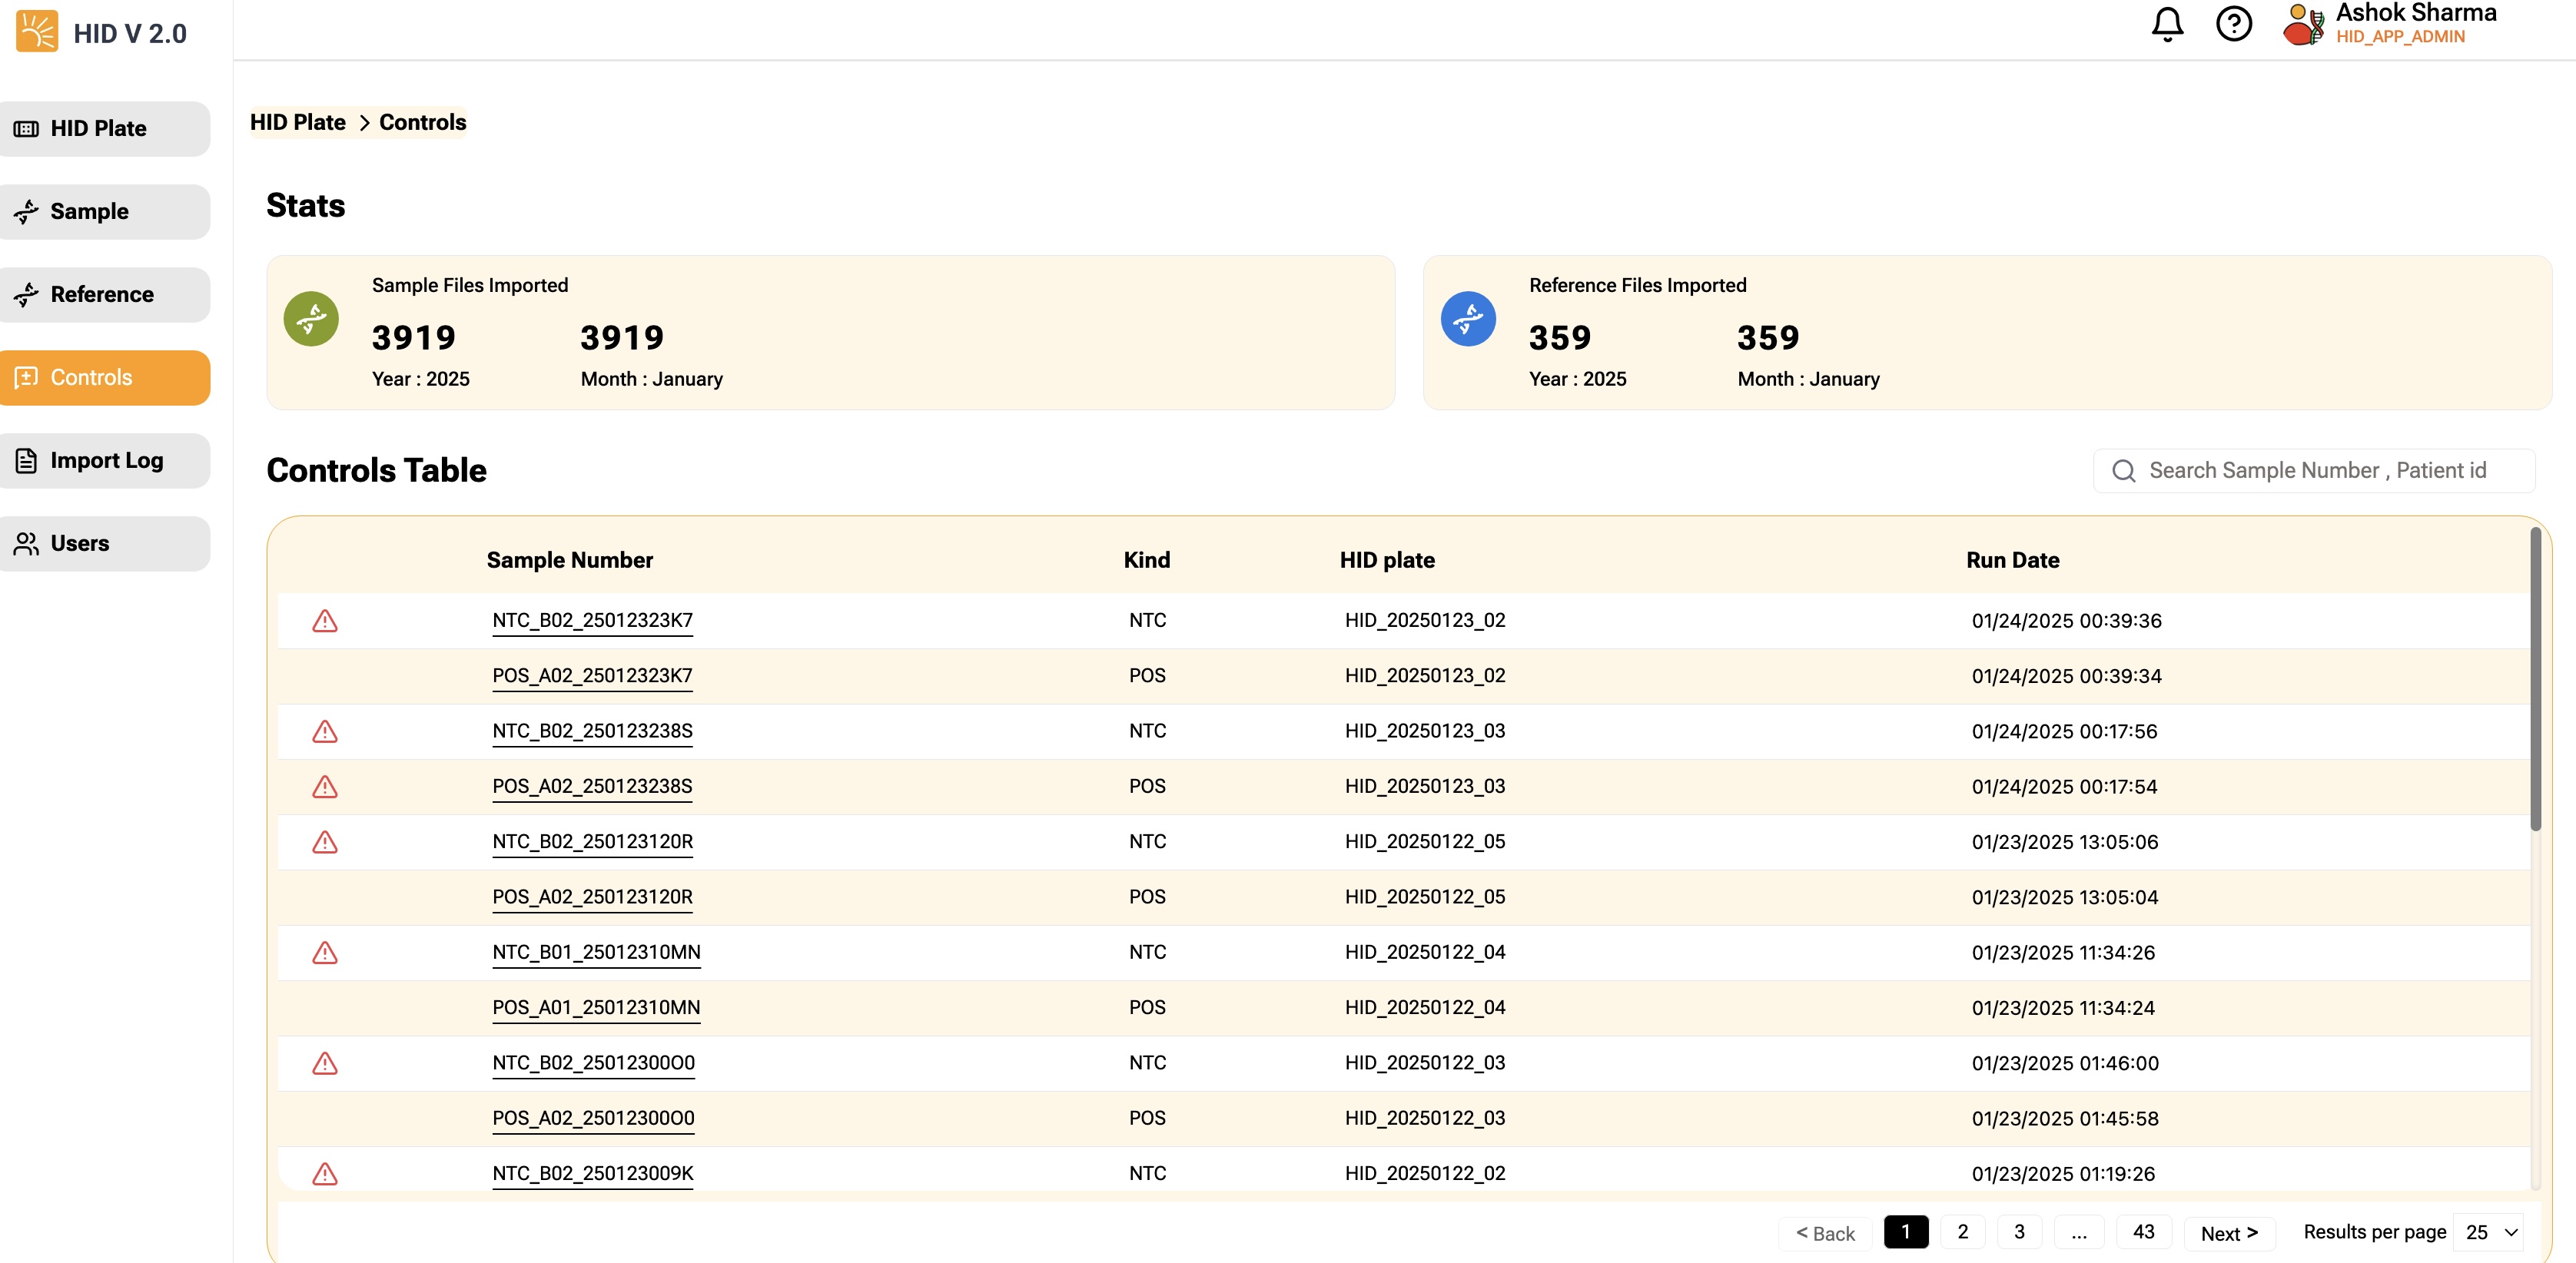 HID V 2.0
Ashok Sharma
HID_APP_ADMIN
HID Plate
Sample
Reference
Controls
Import Log
Users
HID Plate > Controls
Stats
Sample Files Imported
3919 3919
Year : 2025 Month : January
Reference Files Imported
359 359
Year : 2025 Month : January
Controls Table
Search Sample Number , Patient id
Sample Number Kind HID plate Run Date
NTC_B02_25012323K7 NTC HID_20250123_02 01/24/2025 00:39:36
POS_A02_25012323K7 POS HID_20250123_02 01/24/2025 00:39:34
NTC_B02_250123238S NTC HID_20250123_03 01/24/2025 00:17:56
POS_A02_250123238S POS HID_20250123_03 01/24/2025 00:17:54
NTC_B02_250123120R NTC HID_20250122_05 01/23/2025 13:05:06
POS_A02_250123120R POS HID_20250122_05 01/23/2025 13:05:04
NTC_B01_25012310MN NTC HID_20250122_04 01/23/2025 11:34:26
POS_A01_25012310MN POS HID_20250122_04 01/23/2025 11:34:24
NTC_B02_25012300O0 NTC HID_20250122_03 01/23/2025 01:46:00
POS_A02_25012300O0 POS HID_20250122_03 01/23/2025 01:45:58
NTC_B02_250123009K NTC HID_20250122_02 01/23/2025 01:19:26
< Back 1 2 3 ... 43 Next > Results per page 25